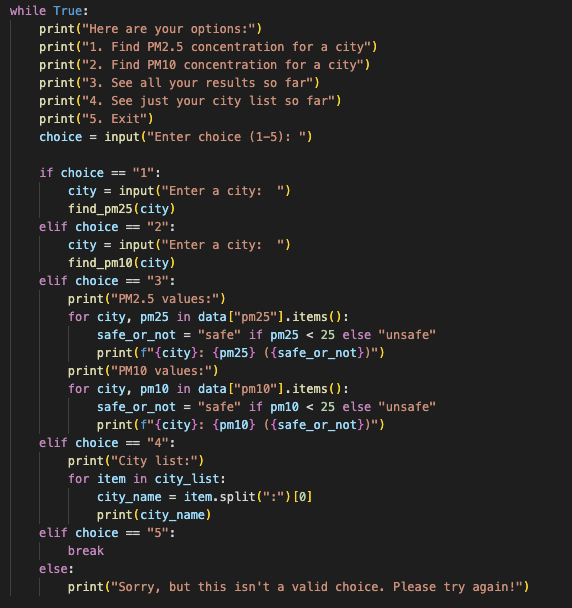 while True:
    print("Here are your options:")
    print("1. Find PM2.5 concentration for a city")
    print("2. Find PM10 concentration for a city")
    print("3. See all your results so far")
    print("4. See just your city list so far")
    print("5. Exit")
    choice = input("Enter choice (1-5): ")

    if choice == "1":
        city = input("Enter a city:  ")
        find_pm25(city)
    elif choice == "2":
        city = input("Enter a city:  ")
        find_pm10(city)
    elif choice == "3":
        print("PM2.5 values:")
        for city, pm25 in data["pm25"].items():
            safe_or_not = "safe" if pm25 < 25 else "unsafe"
            print(f"{city}: {pm25} ({safe_or_not})")
        print("PM10 values:")
        for city, pm10 in data["pm10"].items():
            safe_or_not = "safe" if pm10 < 25 else "unsafe"
            print(f"{city}: {pm10} ({safe_or_not})")
    elif choice == "4":
        print("City list:")
        for item in city_list:
            city_name = item.split(":")[0]
            print(city_name)
    elif choice == "5":
        break
    else:
        print("Sorry, but this isn't a valid choice. Please try again!")